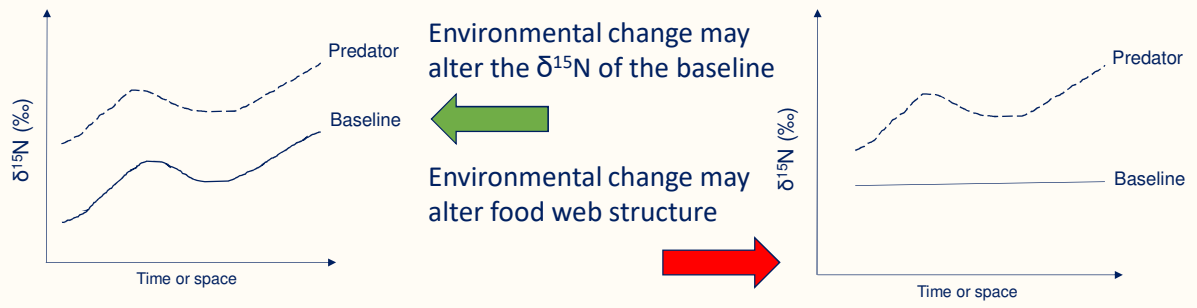 δ¹⁵N (‰)
Predator
Baseline
Time or space
Environmental change may
alter the δ¹⁵N of the baseline
Environmental change may
alter food web structure
δ¹⁵N (‰)
Predator
Baseline
Time or space